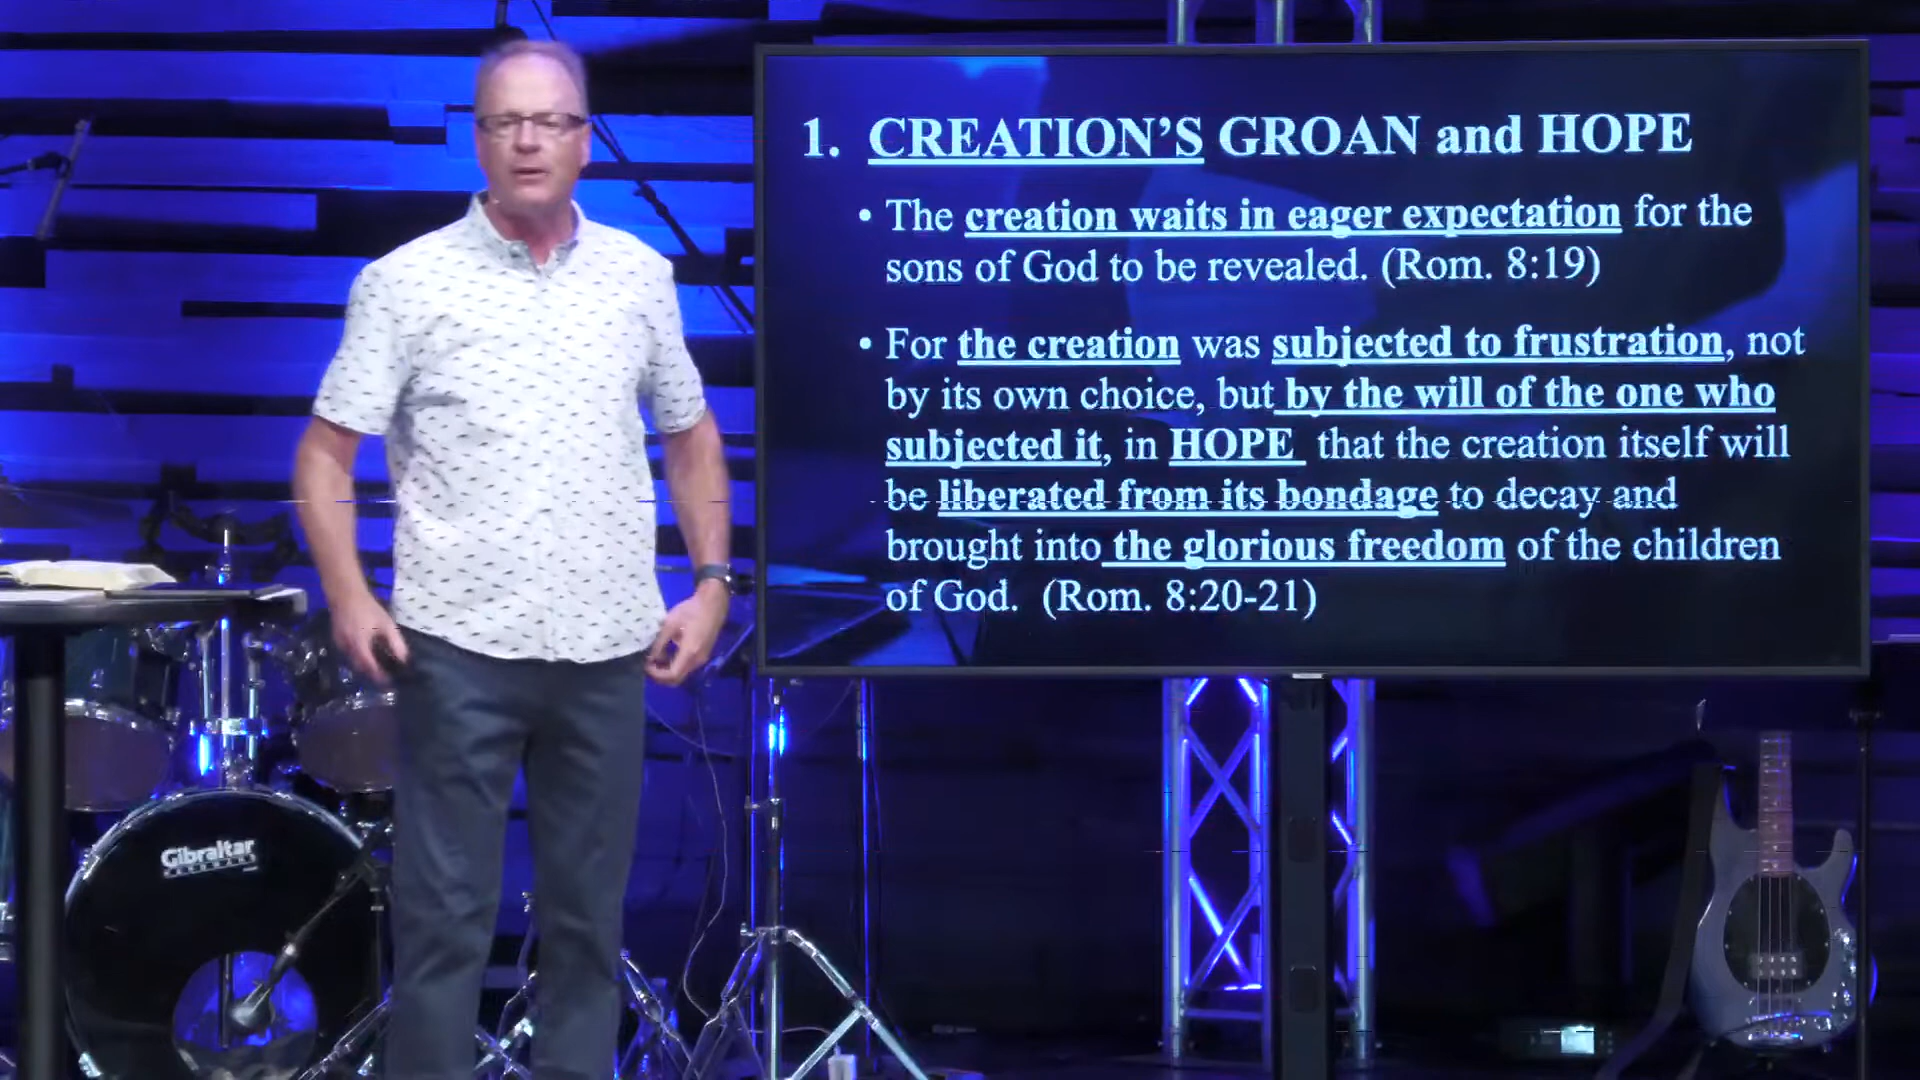 1. CREATION'S GROAN and HOPE
• The creation waits in eager expectation for the
sons of God to be revealed. (Rom. 8:19)
• For the creation was subjected to frustration, not
by its own choice, but by the will of the one who
subjected it, in HOPE that the creation itself will
be liberated from its bondage to decay and
brought into the glorious freedom of the children
of God. (Rom. 8:20-21)
Gibraltar
HARDWARE